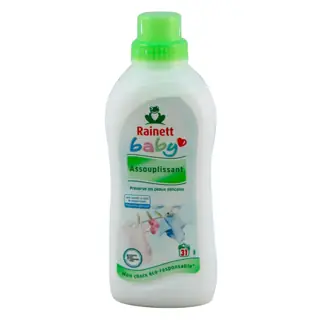 Rainett
baby
Assouplissant
Préserve les peaux délicates
31
Mon choix éco-responsable*